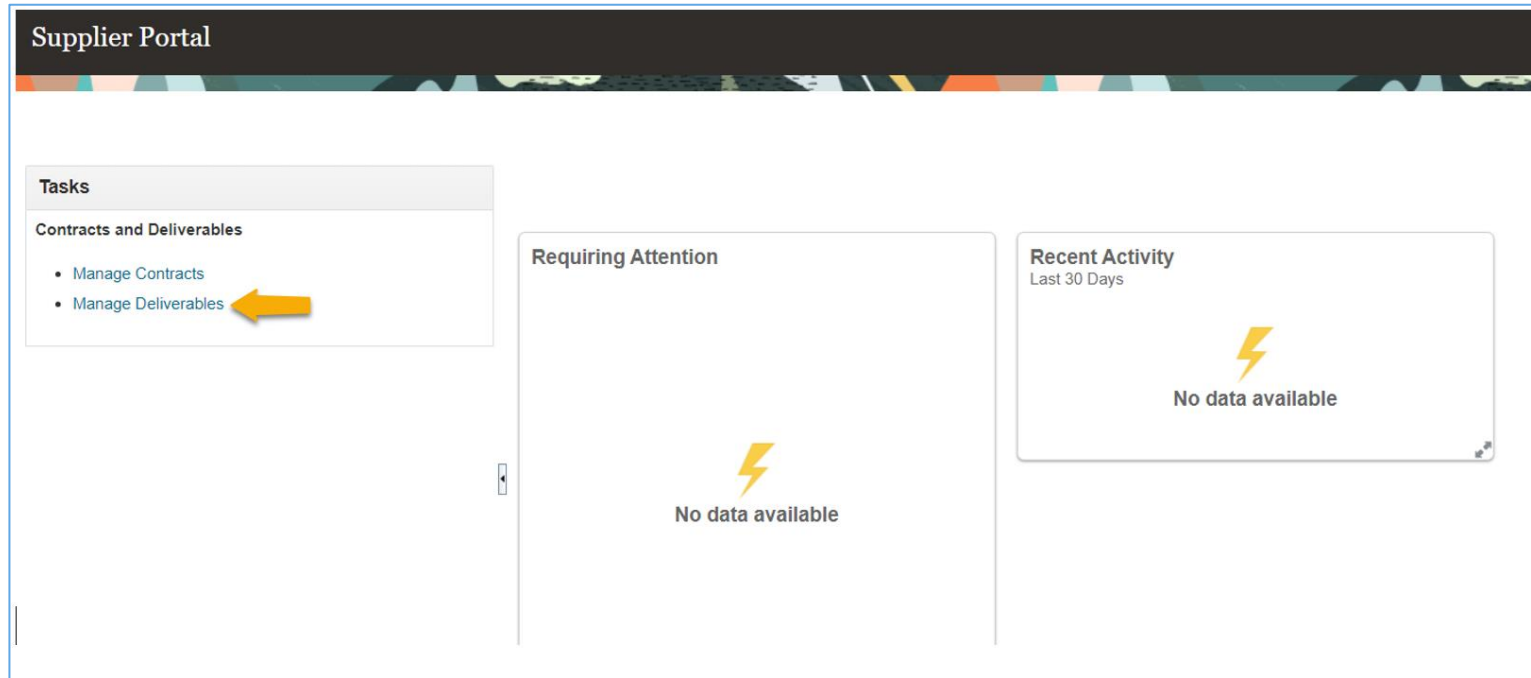 Supplier Portal
Tasks
Contracts and Deliverables
Manage Contracts
Manage Deliverables
Requiring Attention
No data available
Recent Activity
Last 30 Days
No data available